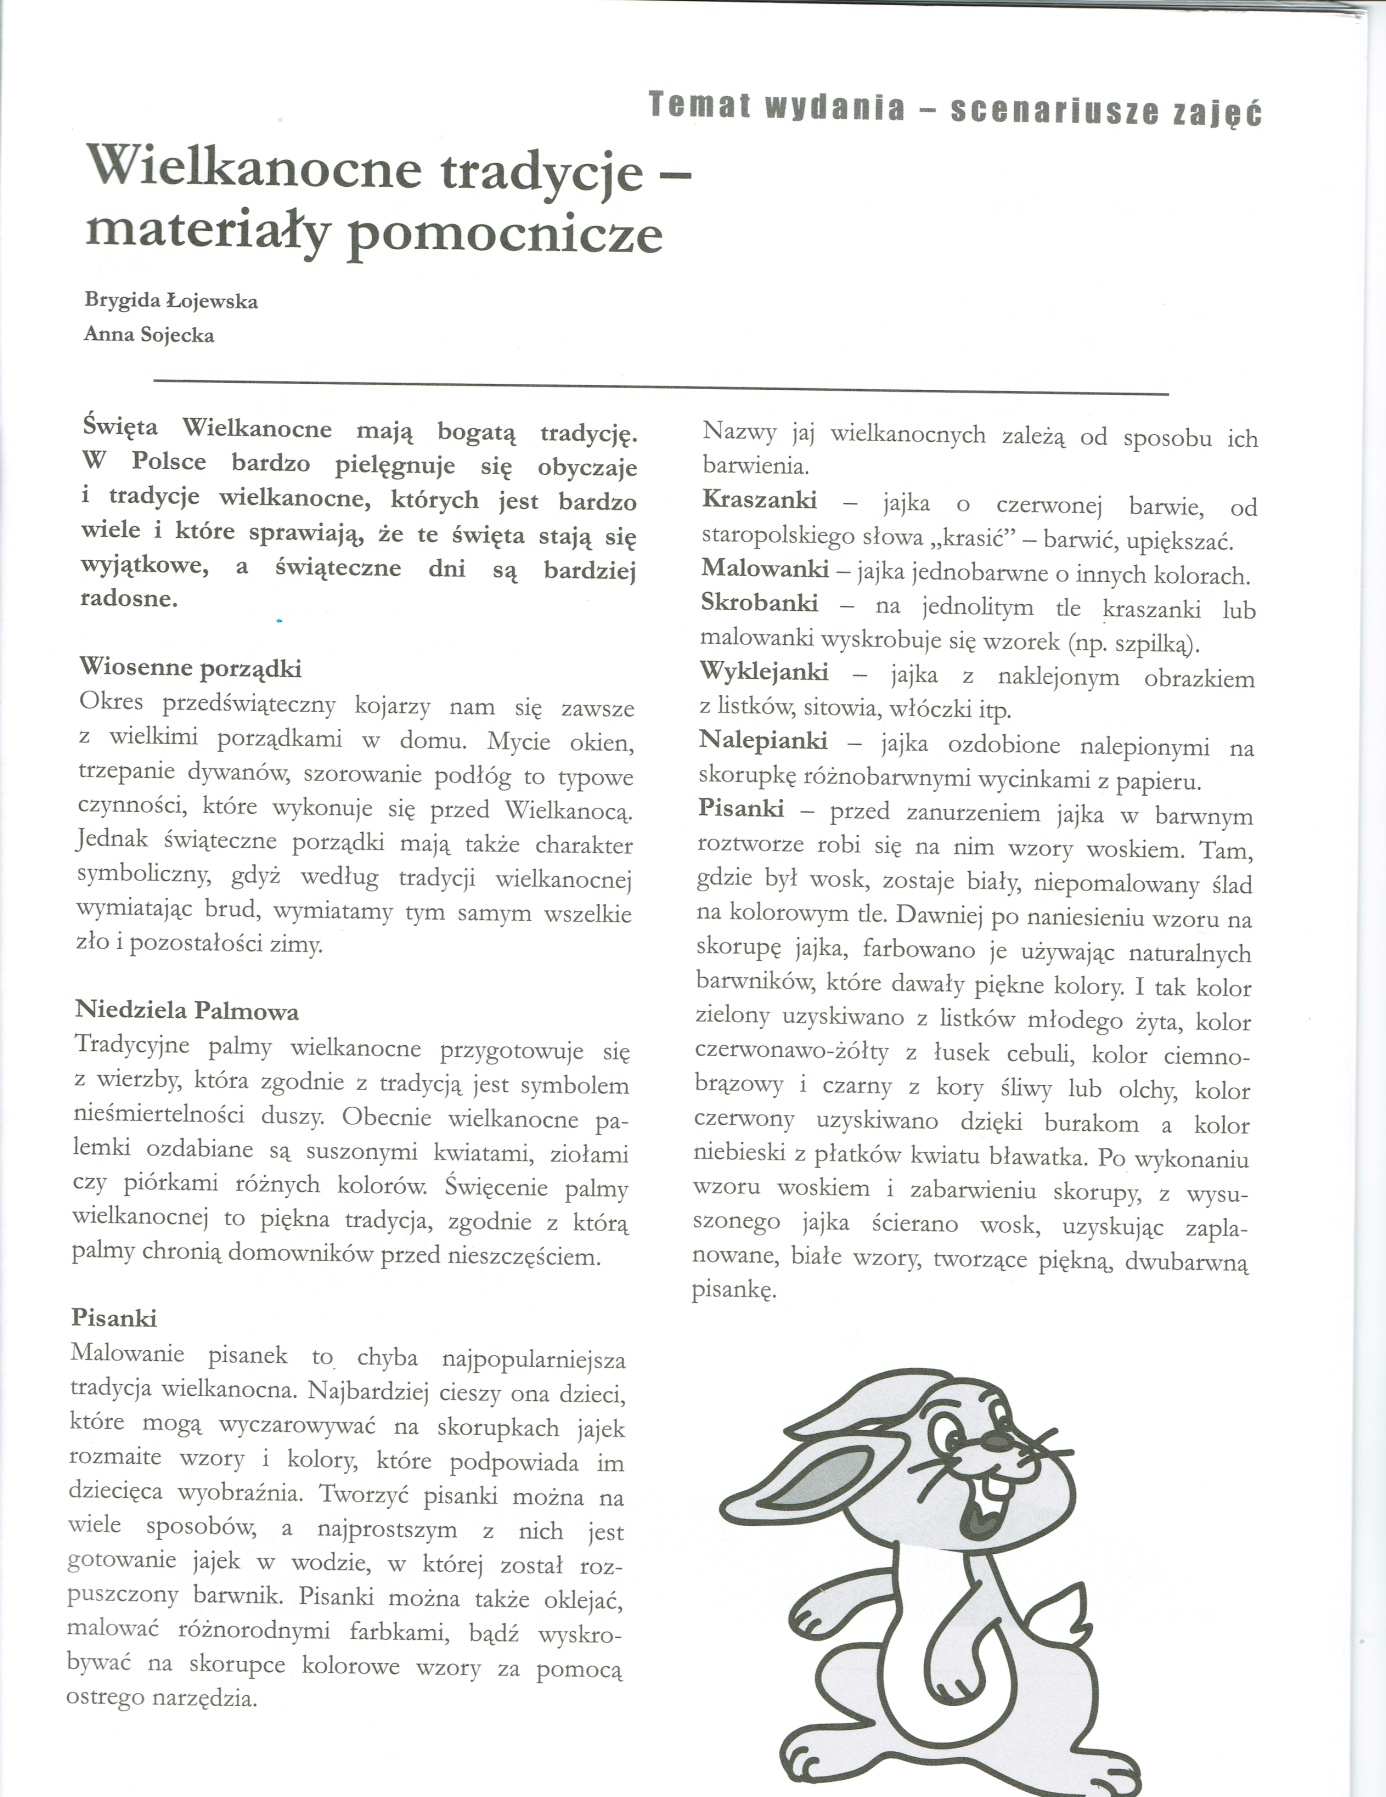 Temat wydania – scenariusze zajęć
Wielkanocne tradycje –
materiały pomocnicze
Brygida Łojewska
Anna Sojecka
Święta Wielkanocne mają bogatą tradycję.
W Polsce bardzo pielęgnuje się obyczaje
i tradycje wielkanocne, których jest bardzo
wiele i które sprawiają, że te święta stają się
wyjątkowe, a świąteczne dni są bardziej
radosne.
Wiosenne porządki
Okres przedświąteczny kojarzy nam się zawsze
z wielkimi porządkami w domu. Mycie okien,
trzepanie dywanów, szorowanie podłóg to typowe
czynności, które wykonuje się przed Wielkanocą.
Jednak świąteczne porządki mają także charakter
symboliczny, gdyż według tradycji wielkanocnej
wymiatając brud, wymiatamy tym samym wszelkie
zło i pozostałości zimy.
Niedziela Palmowa
Tradycyjne palmy wielkanocne przygotowuje się
z wierzby, która zgodnie z tradycją jest symbolem
nieśmiertelności duszy. Obecnie wielkanocne pa-
lemki ozdabiane są suszonymi kwiatami, ziołami
czy piórkami różnych kolorów. Święcenie palmy
wielkanocnej to piękna tradycja, zgodnie z którą
palmy chronią domowników przed nieszczęściem.
Pisanki
Malowanie pisanek to chyba najpopularniejsza
tradycja wielkanocna. Najbardziej cieszy ona dzieci,
które mogą wyczarowywać na skorupkach jajek
rozmaite wzory i kolory, które podpowiada im
dziecięca wyobraźnia. Tworzyć pisanki można na
wiele sposobów, a najprostszym z nich jest
gotowanie jajek w wodzie, w której został roz-
puszczony barwnik. Pisanki można także oklejać,
malować różnorodnymi farbkami, bądź wyskro-
bywać na skorupce kolorowe wzory za pomocą
ostrego narzędzia.
Nazwy jaj wielkanocnych zależą od sposobu ich
barwienia.
Kraszanki – jajka o czerwonej barwie, od
staropolskiego słowa „krasić” – barwić, upiększać.
Malowanki – jajka jednobarwne o innych kolorach.
Skrobanki – na jednolitym tle kraszanki lub
malowanki wyskrobuje się wzorek (np. szpilką).
Wyklejanki – jajka z naklejonym obrazkiem
z listków, sitowia, włóczki itp.
Nalepianki – jajka ozdobione nalepionymi na
skorupkę różnobarwnymi wycinkami z papieru.
Pisanki – przed zanurzeniem jajka w barwnym
roztworze robi się na nim wzory woskiem. Tam,
gdzie był wosk, zostaje biały, niepomalowany ślad
na kolorowym tle. Dawniej po naniesieniu wzoru na
skorupę jajka, farbowano je używając naturalnych
barwników, które dawały piękne kolory. I tak kolor
zielony uzyskiwano z listków młodego żyta, kolor
czerwonawo-żółty z łusek cebuli, kolor ciemno-
brązowy i czarny z kory śliwy lub olchy, kolor
czerwony uzyskiwano dzięki burakom a kolor
niebieski z płatków kwiatu bławatka. Po wykonaniu
wzoru woskiem i zabarwieniu skorupy, z wysu-
szonego jajka ścierano wosk, uzyskując zapla-
nowane, białe wzory, tworzące piękną, dwubarwną
pisankę.